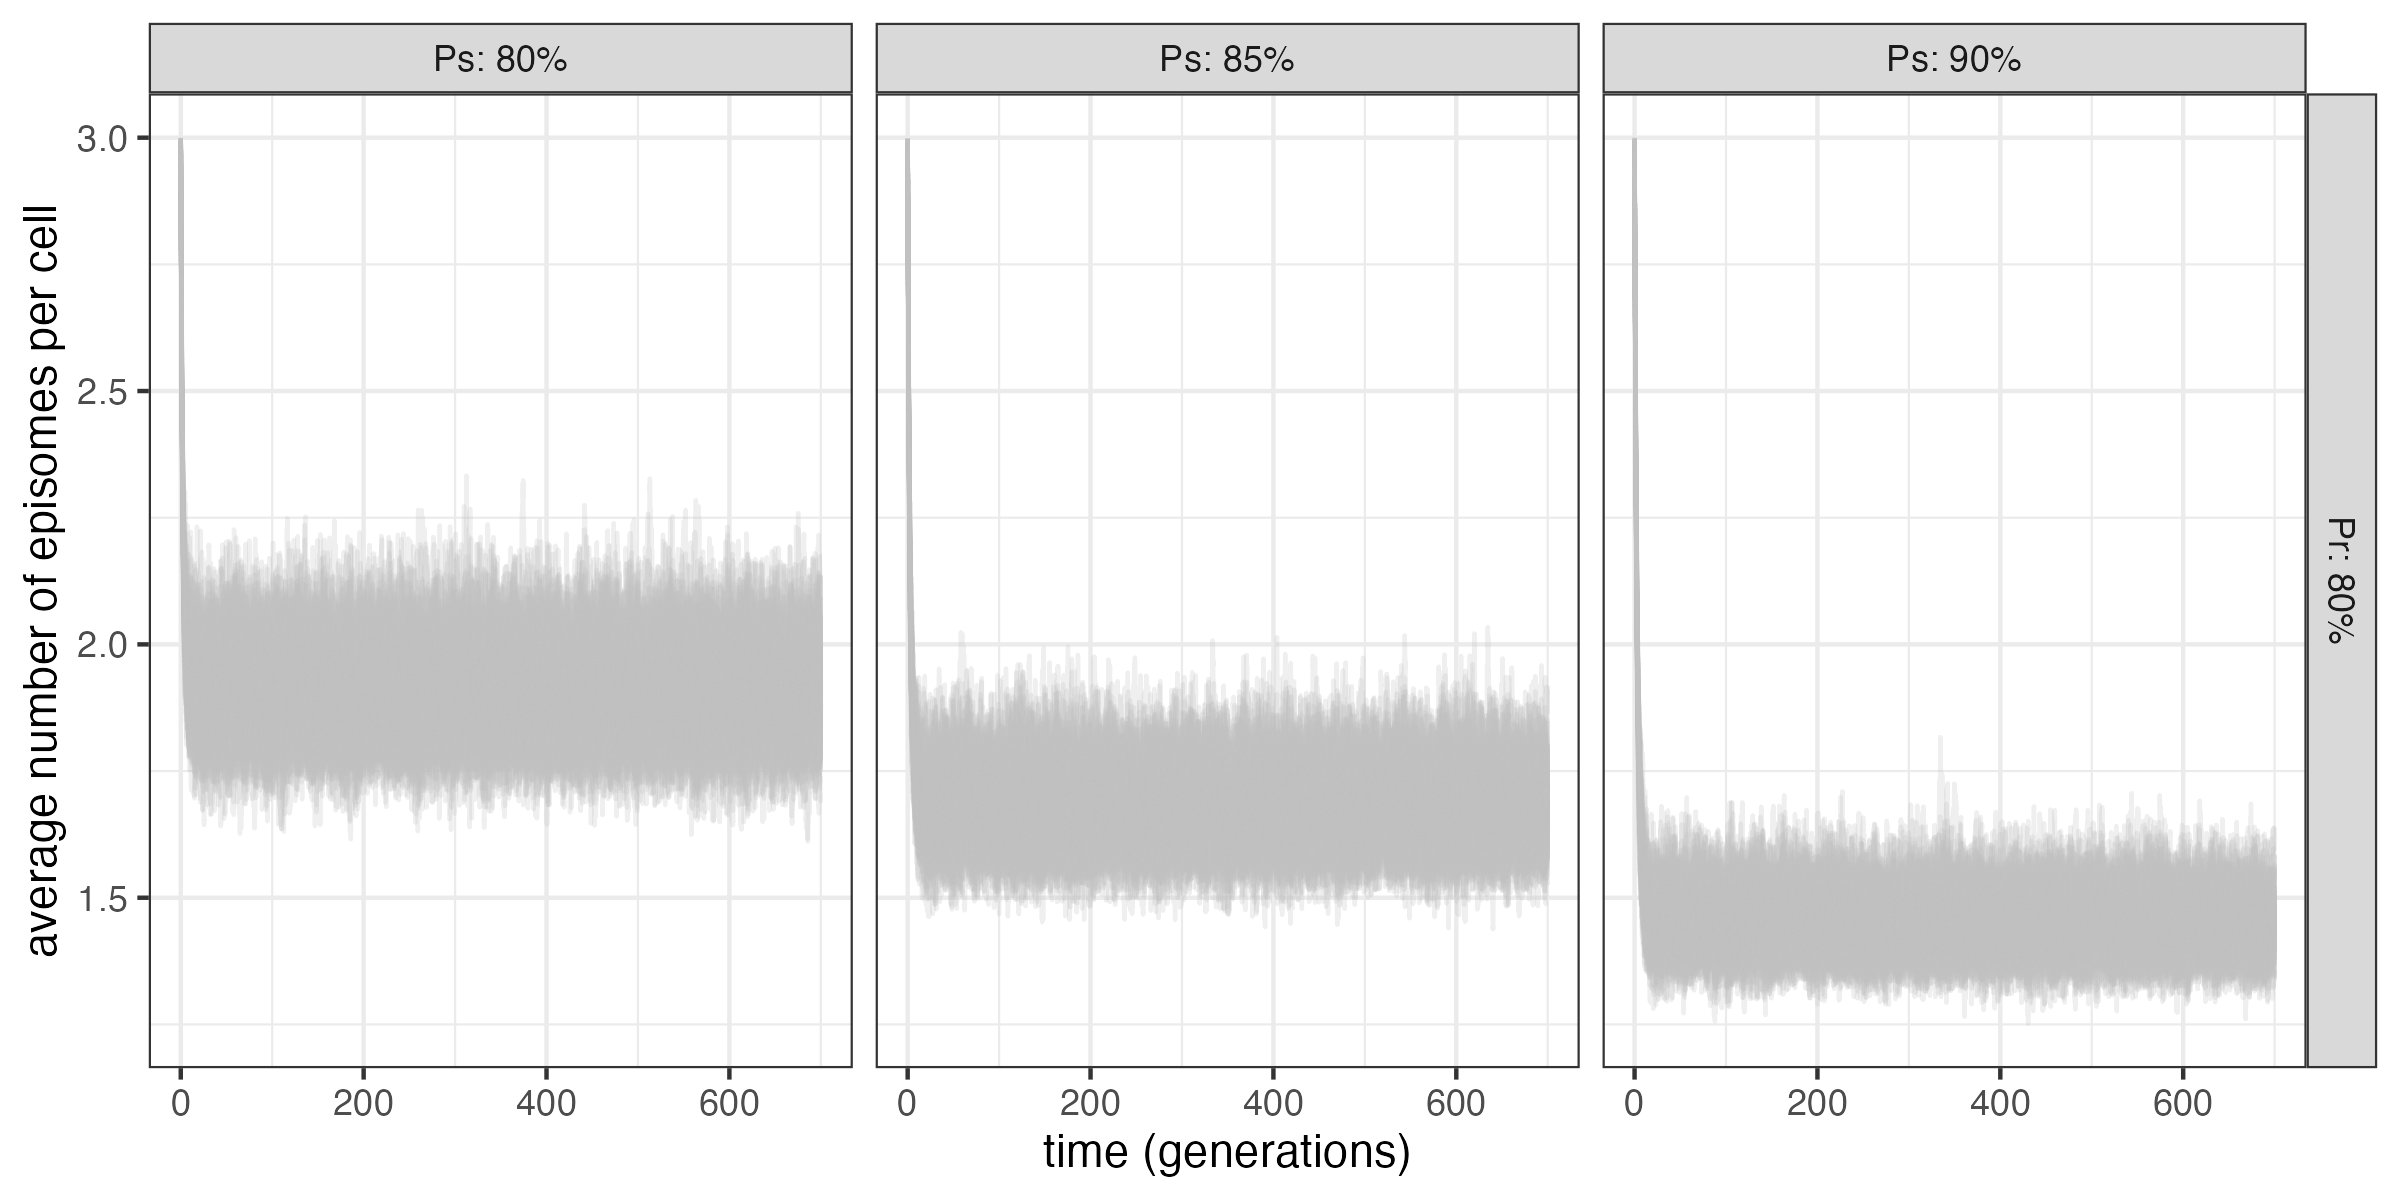 Ps: 80%
Ps: 85%
Ps: 90%
Pr: 80%
average number of episomes per cell
3.0
2.5
2.0
1.5
0 200 400 600
0 200 400 600
0 200 400 600
time (generations)